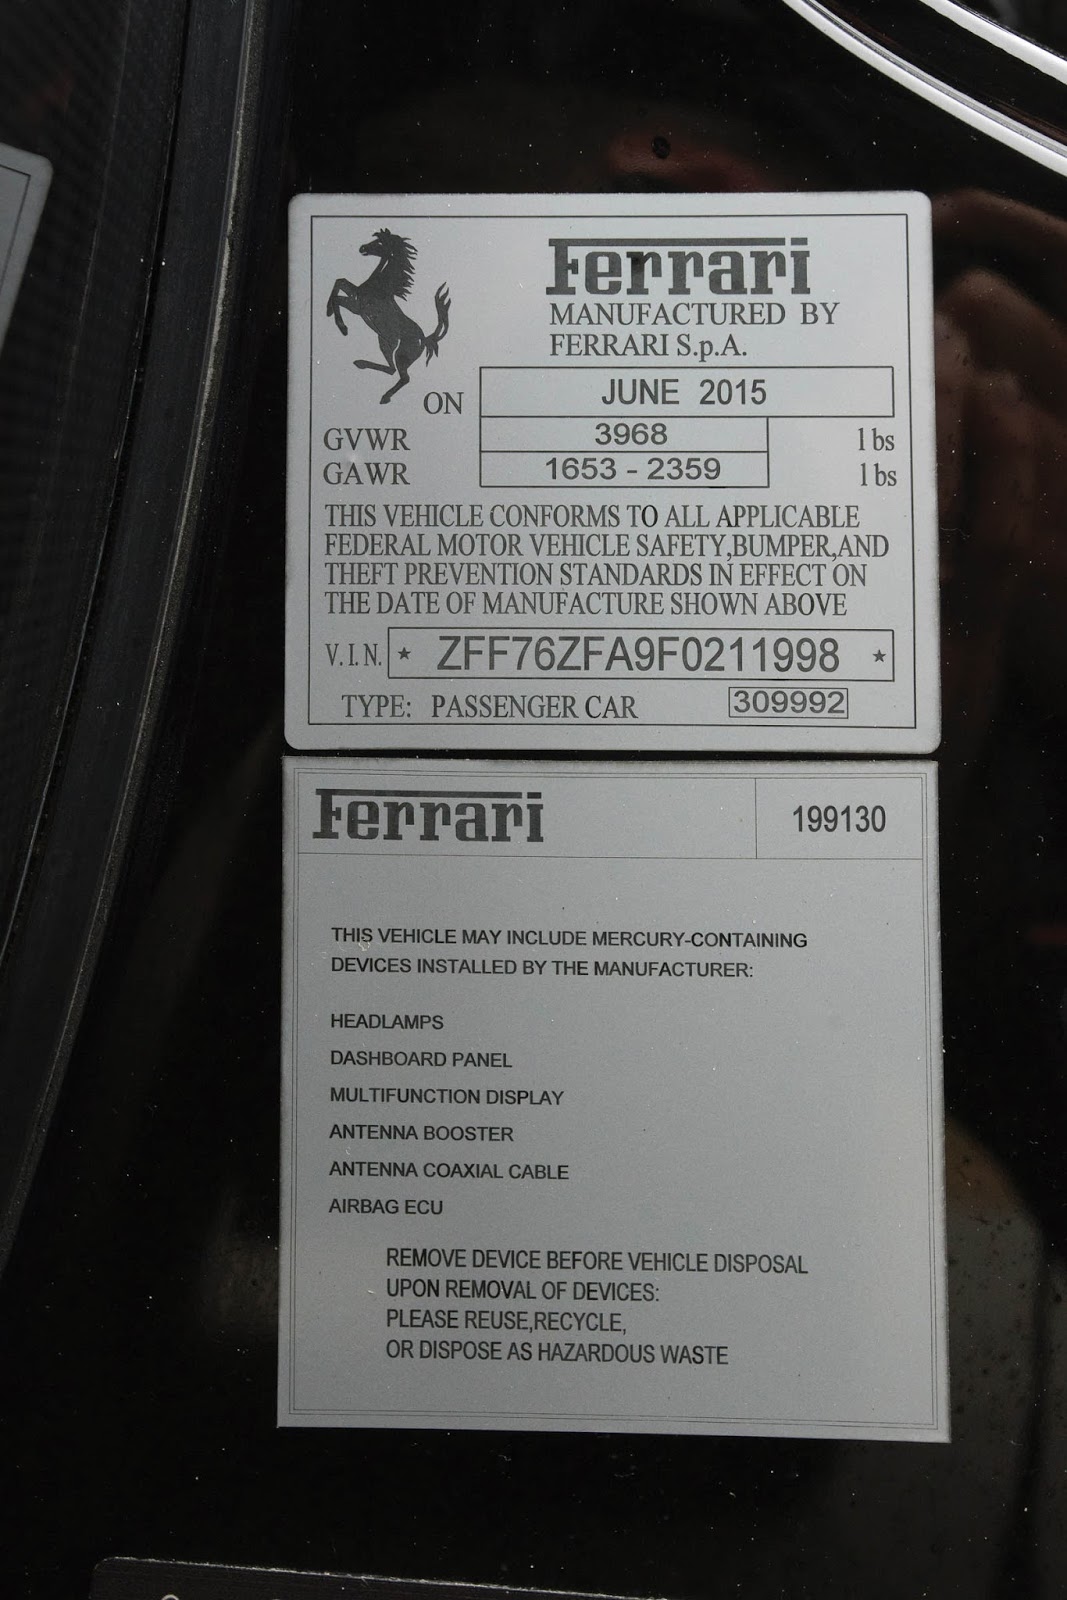 Ferrari
MANUFACTURED BY
FERRARI S.p.A.
ON JUNE 2015
GVWR 3968 lbs
GAWR 1653 - 2359 lbs
THIS VEHICLE CONFORMS TO ALL APPLICABLE
FEDERAL MOTOR VEHICLE SAFETY,BUMPER,AND
THEFT PREVENTION STANDARDS IN EFFECT ON
THE DATE OF MANUFACTURE SHOWN ABOVE
V.I.N. * ZFF76ZFA9F0211998 *
TYPE: PASSENGER CAR 309992
Ferrari 199130
THIS VEHICLE MAY INCLUDE MERCURY-CONTAINING
DEVICES INSTALLED BY THE MANUFACTURER:
HEADLAMPS
DASHBOARD PANEL
MULTIFUNCTION DISPLAY
ANTENNA BOOSTER
ANTENNA COAXIAL CABLE
AIRBAG ECU
REMOVE DEVICE BEFORE VEHICLE DISPOSAL
UPON REMOVAL OF DEVICES:
PLEASE REUSE,RECYCLE,
OR DISPOSE AS HAZARDOUS WASTE